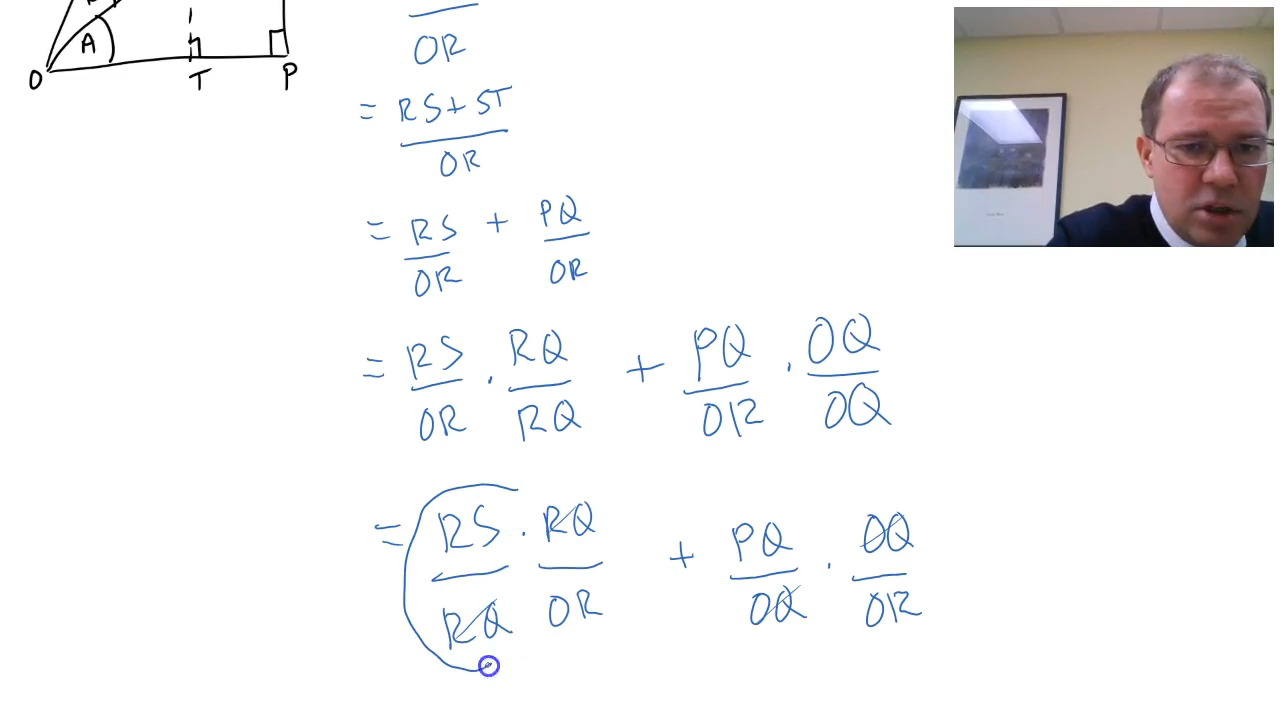 A
O T P
OR
= RS + ST
OR
= RS + PQ
OR OR
= RS · RQ + PQ · OQ
OR RQ OR OQ
= RS · RQ + PQ · OQ
RQ OR OQ OR